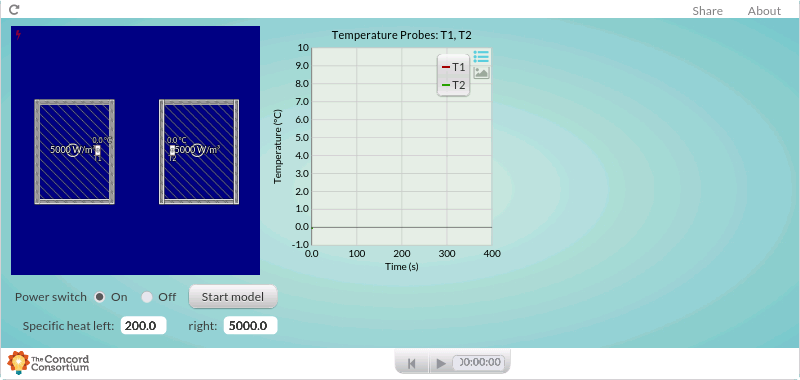 Share About
Temperature Probes: T1, T2
10
9.0
8.0
7.0
6.0
5.0
4.0
3.0
2.0
1.0
0.0
-1.0
Temperature (°C)
T1
T2
0.0 100 200 300 400
Time (s)
0.0 °C 0.0 °C
5000 W/m³ 5000 W/m³
T1 T2
Power switch On Off Start model
Specific heat left: 200.0 right: 5000.0
The Concord
Consortium
00:00:00